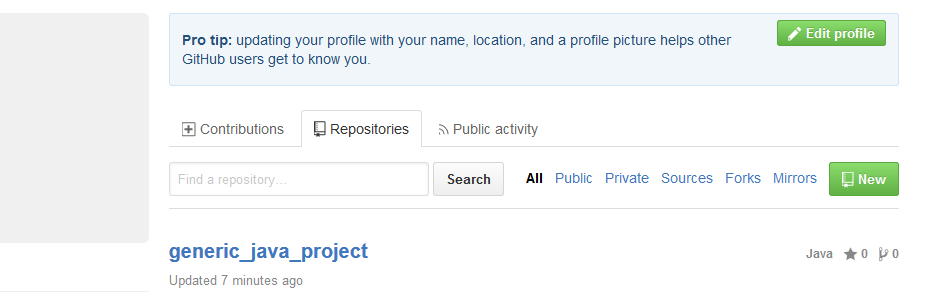 Pro tip: updating your profile with your name, location, and a profile picture helps other
GitHub users get to know you.
Edit profile
Contributions
Repositories
Public activity
Find a repository...
Search
All Public Private Sources Forks Mirrors
New
generic_java_project
Java 0 0
Updated 7 minutes ago